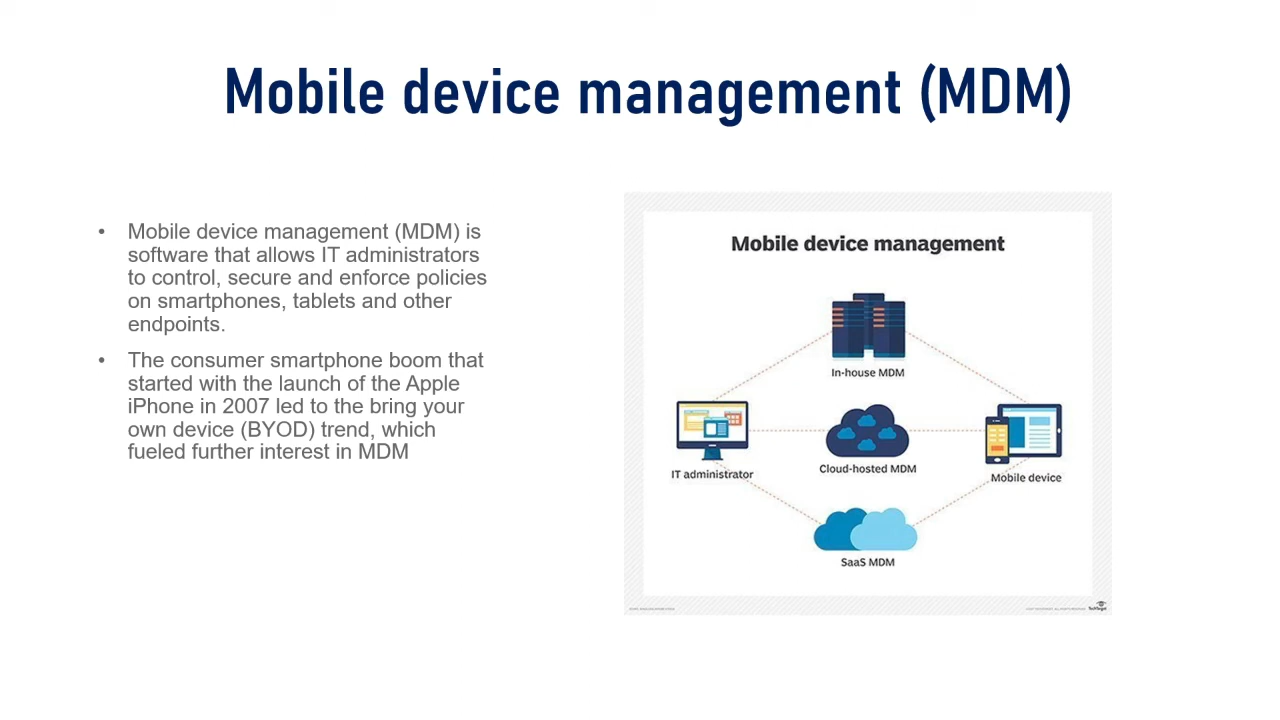 Mobile device management (MDM)
• Mobile device management (MDM) is
software that allows IT administrators
to control, secure and enforce policies
on smartphones, tablets and other
endpoints.
• The consumer smartphone boom that
started with the launch of the Apple
iPhone in 2007 led to the bring your
own device (BYOD) trend, which
fueled further interest in MDM
Mobile device management
In-house MDM
IT administrator
Cloud-hosted MDM
Mobile device
SaaS MDM
TechTarget